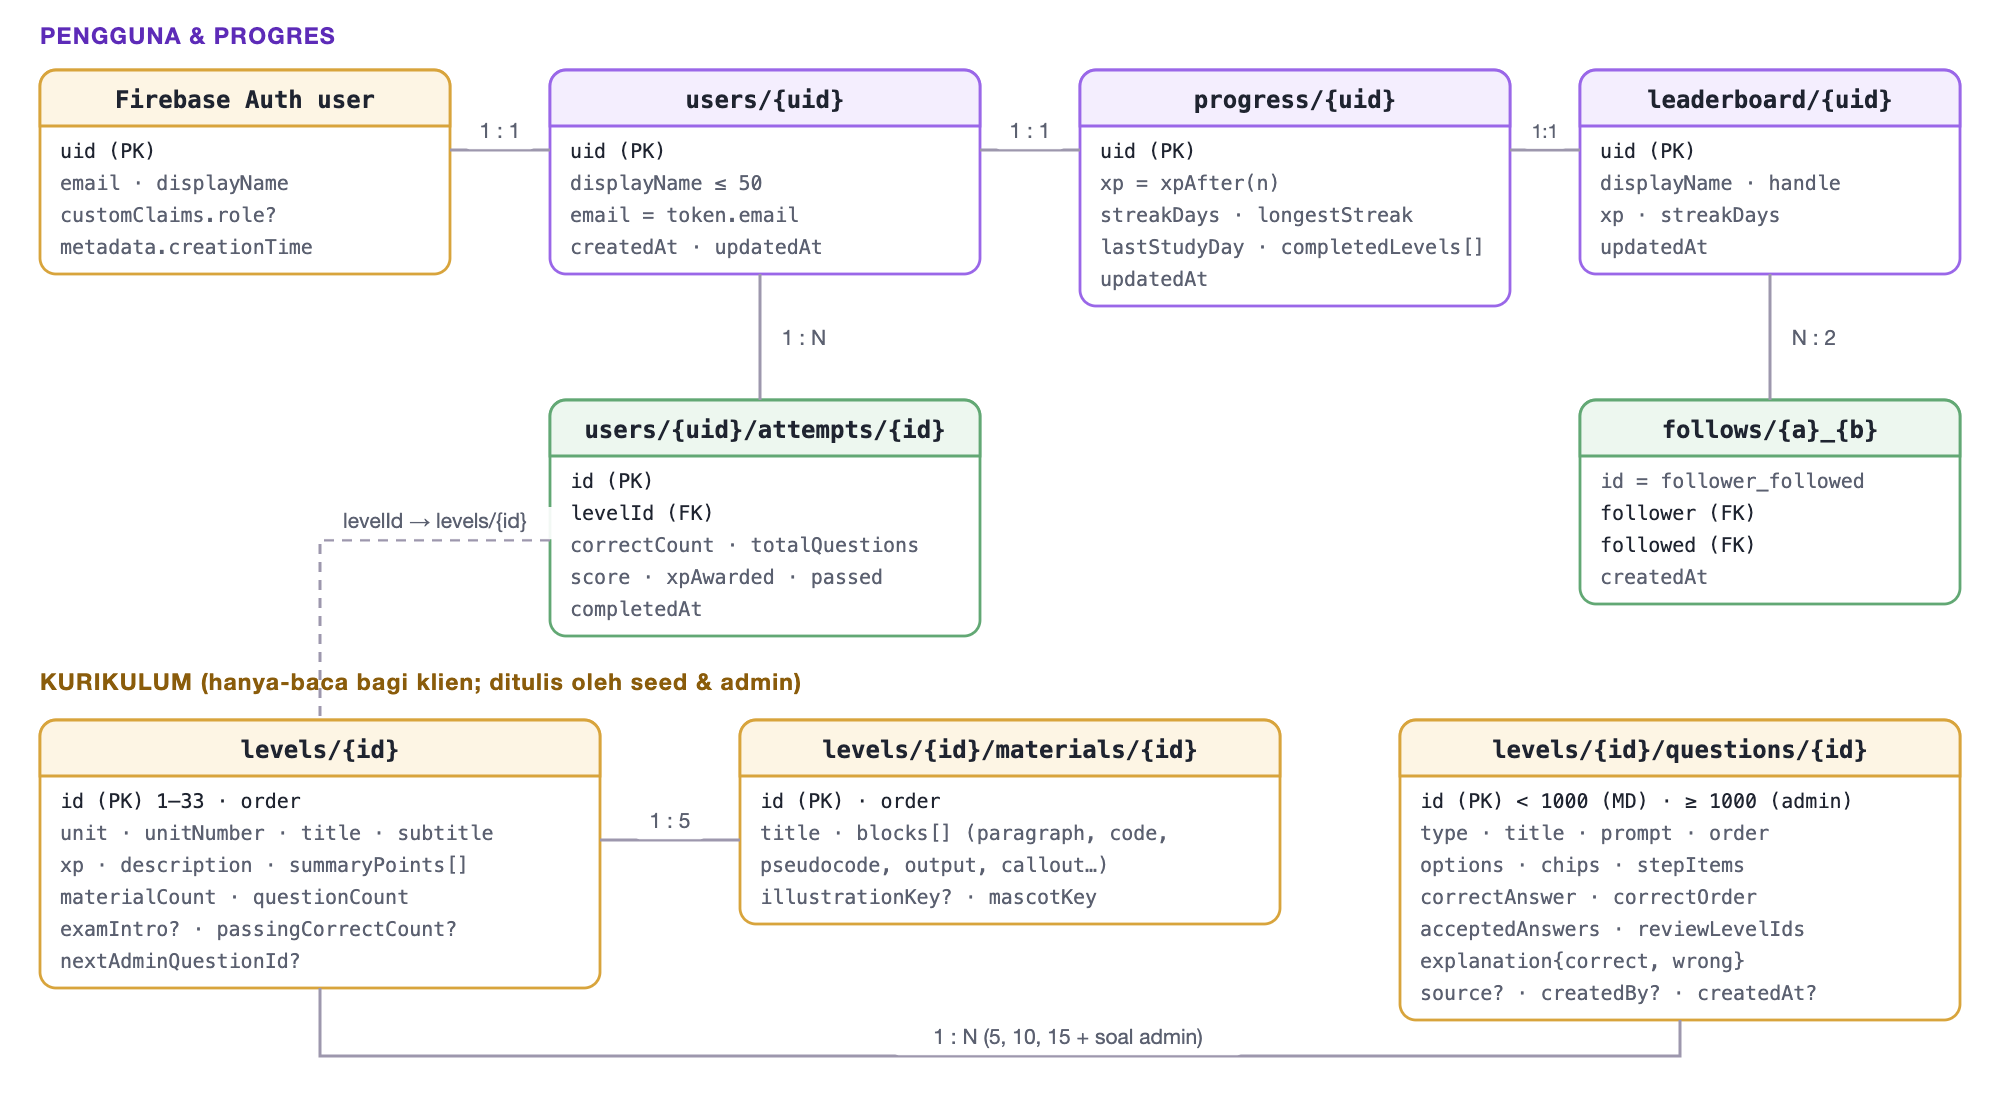 PENGGUNA & PROGRES
Firebase Auth user
uid (PK)
email · displayName
customClaims.role?
metadata.creationTime
1 : 1
users/{uid}
uid (PK)
displayName ≤ 50
email = token.email
createdAt · updatedAt
1 : 1
progress/{uid}
uid (PK)
xp = xpAfter(n)
streakDays · longestStreak
lastStudyDay · completedLevels[]
updatedAt
1:1
leaderboard/{uid}
uid (PK)
displayName · handle
xp · streakDays
updatedAt
1 : N
N : 2
users/{uid}/attempts/{id}
id (PK)
levelId (FK)
correctCount · totalQuestions
score · xpAwarded · passed
completedAt
levelId → levels/{id}
follows/{a}_{b}
id = follower_followed
follower (FK)
followed (FK)
createdAt
KURIKULUM (hanya-baca bagi klien; ditulis oleh seed & admin)
levels/{id}
id (PK) 1–33 · order
unit · unitNumber · title · subtitle
xp · description · summaryPoints[]
materialCount · questionCount
examIntro? · passingCorrectCount?
nextAdminQuestionId?
1 : 5
levels/{id}/materials/{id}
id (PK) · order
title · blocks[] (paragraph, code,
pseudocode, output, callout…)
illustrationKey? · mascotKey
levels/{id}/questions/{id}
id (PK) < 1000 (MD) · ≥ 1000 (admin)
type · title · prompt · order
options · chips · stepItems
correctAnswer · correctOrder
acceptedAnswers · reviewLevelIds
explanation{correct, wrong}
source? · createdBy? · createdAt?
1 : N (5, 10, 15 + soal admin)